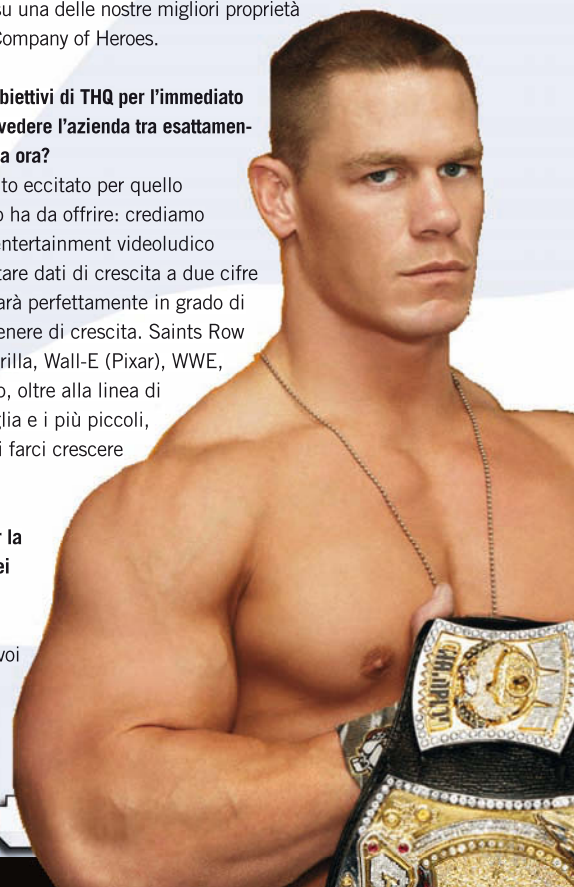 su una delle nostre migliori proprietà
Company of Heroes.
biettivi di THQ per l'immediato
vedere l'azienda tra esattamen-
a ora?
to eccitato per quello
o ha da offrire: crediamo
entertainment videoludico
tare dati di crescita a due cifre
arà perfettamente in grado di
enere di crescita. Saints Row
rilla, Wall-E (Pixar), WWE,
o, oltre alla linea di
lia e i più piccoli,
i farci crescere
r la
ei
voi